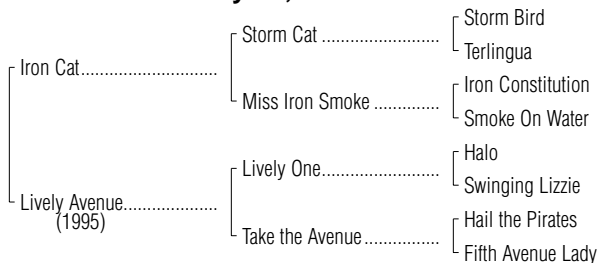 Storm Bird
Storm Cat
Terlingua
Iron Cat
Iron Constitution
Miss Iron Smoke
Smoke On Water
Halo
Lively One
Swinging Lizzie
Lively Avenue
(1995)
Hail the Pirates
Take the Avenue
Fifth Avenue Lady